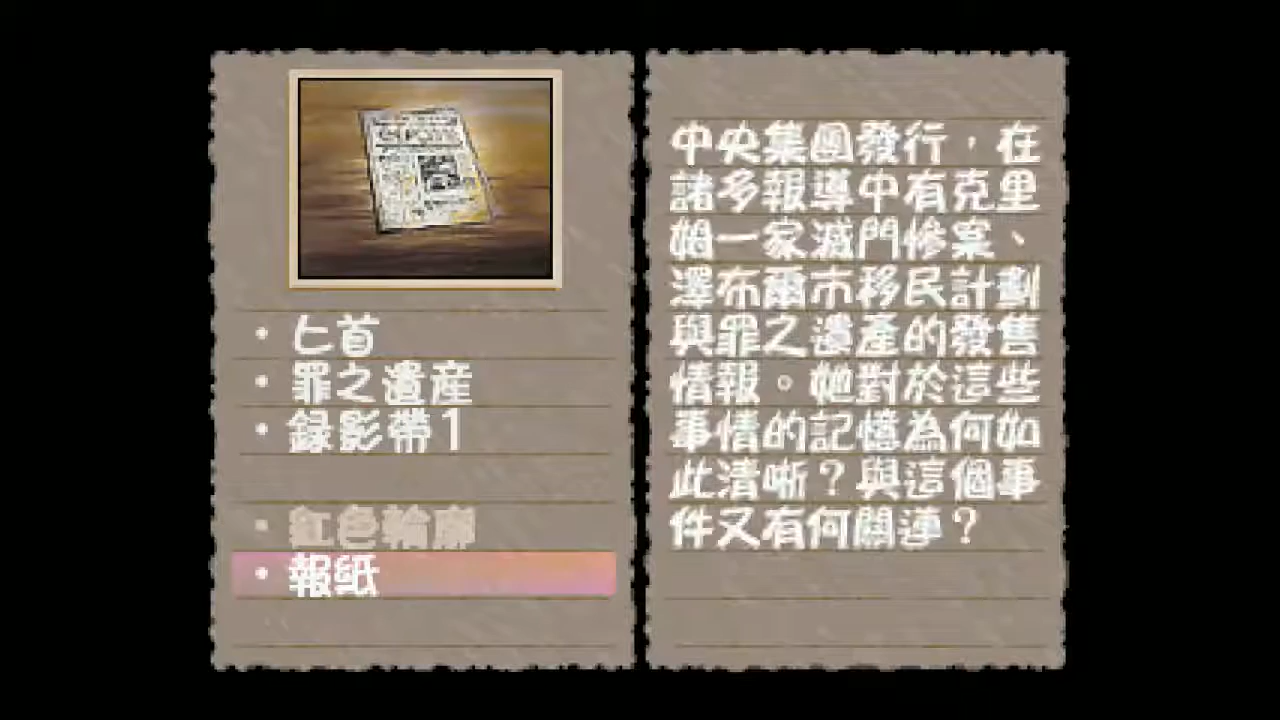 ・匕首
・罪之遺産
・録影帶1
・紅色輪廓
・報紙
中央集團發行，在
諸多報導中有克里
姆一家滅門慘案、
澤布爾市移民計劃
與罪之遺產的發售
情報。她對於這些
事情的記憶為何如
此清晰？與這個事
件又有何關連？